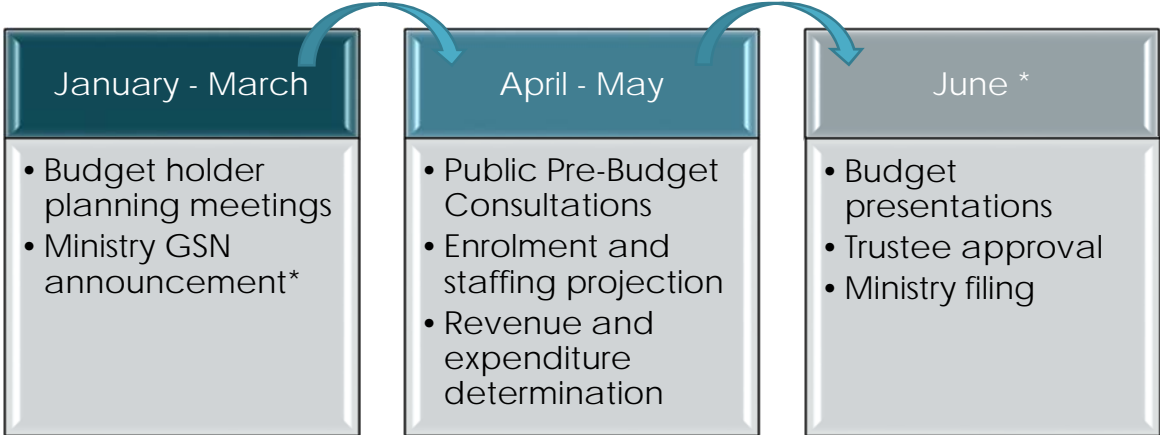 January - March
• Budget holder
planning meetings
• Ministry GSN
announcement*
April - May
• Public Pre-Budget
Consultations
• Enrolment and
staffing projection
• Revenue and
expenditure
determination
June *
• Budget
presentations
• Trustee approval
• Ministry filing